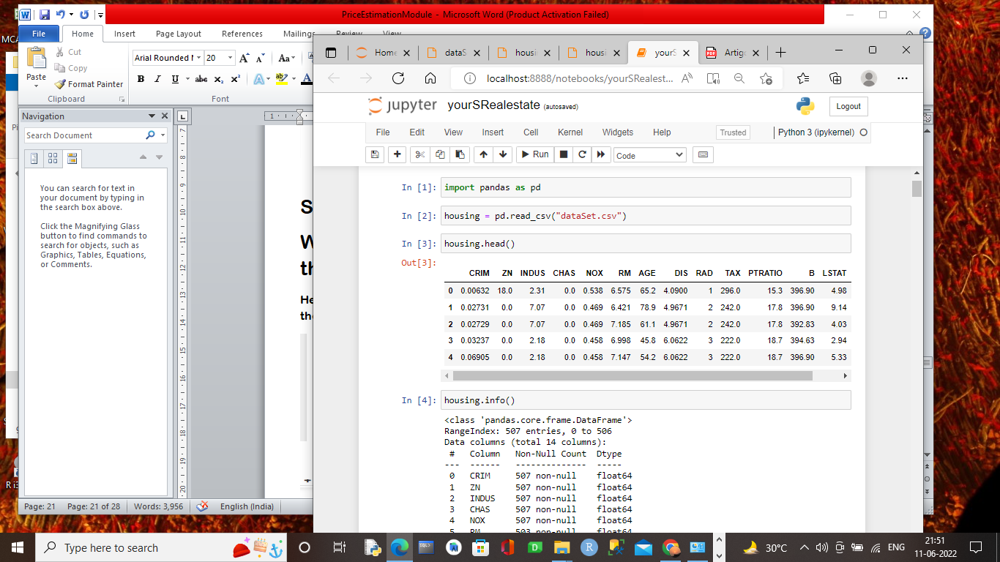 PriceEstimationModule - Microsoft Word (Product Activation Failed)
File Home Insert Page Layout References Mailings Review View
Cut
Copy
Format Painter
Paste
Clipboard
Arial Rounded 20
Font
Navigation
Search Document
You can search for text in
your document by typing in
the search box above.
Click the Magnifying Glass
button to find commands to
search for objects, such as
Graphics, Tables, Equations,
or Comments.
Page: 21 Page: 21 of 28 Words: 3,956 English (India)
Home dataS housi housi yourS Artig
localhost:8888/notebooks/yourSRealest...
jupyter yourSRealestate (autosaved)
Logout
File Edit View Insert Cell Kernel Widgets Help Trusted Python 3 (ipykernel)
Run Code
In [1]: import pandas as pd
In [2]: housing = pd.read_csv("dataSet.csv")
In [3]: housing.head()
Out[3]:
CRIM ZN INDUS CHAS NOX RM AGE DIS RAD TAX PTRATIO B LSTAT
0 0.00632 18.0 2.31 0.0 0.538 6.575 65.2 4.0900 1 296.0 15.3 396.90 4.98
1 0.02731 0.0 7.07 0.0 0.469 6.421 78.9 4.9671 2 242.0 17.8 396.90 9.14
2 0.02729 0.0 7.07 0.0 0.469 7.185 61.1 4.9671 2 242.0 17.8 392.83 4.03
3 0.03237 0.0 2.18 0.0 0.458 6.998 45.8 6.0622 3 222.0 18.7 394.63 2.94
4 0.06905 0.0 2.18 0.0 0.458 7.147 54.2 6.0622 3 222.0 18.7 396.90 5.33
In [4]: housing.info()
<class 'pandas.core.frame.DataFrame'>
RangeIndex: 507 entries, 0 to 506
Data columns (total 14 columns):
# Column Non-Null Count Dtype
--- ------ -------------- -----
0 CRIM 507 non-null float64
1 ZN 507 non-null float64
2 INDUS 507 non-null float64
3 CHAS 507 non-null float64
4 NOX 507 non-null float64
5 RM 503 non-null float64
Type here to search
30°C ENG 21:51
11-06-2022